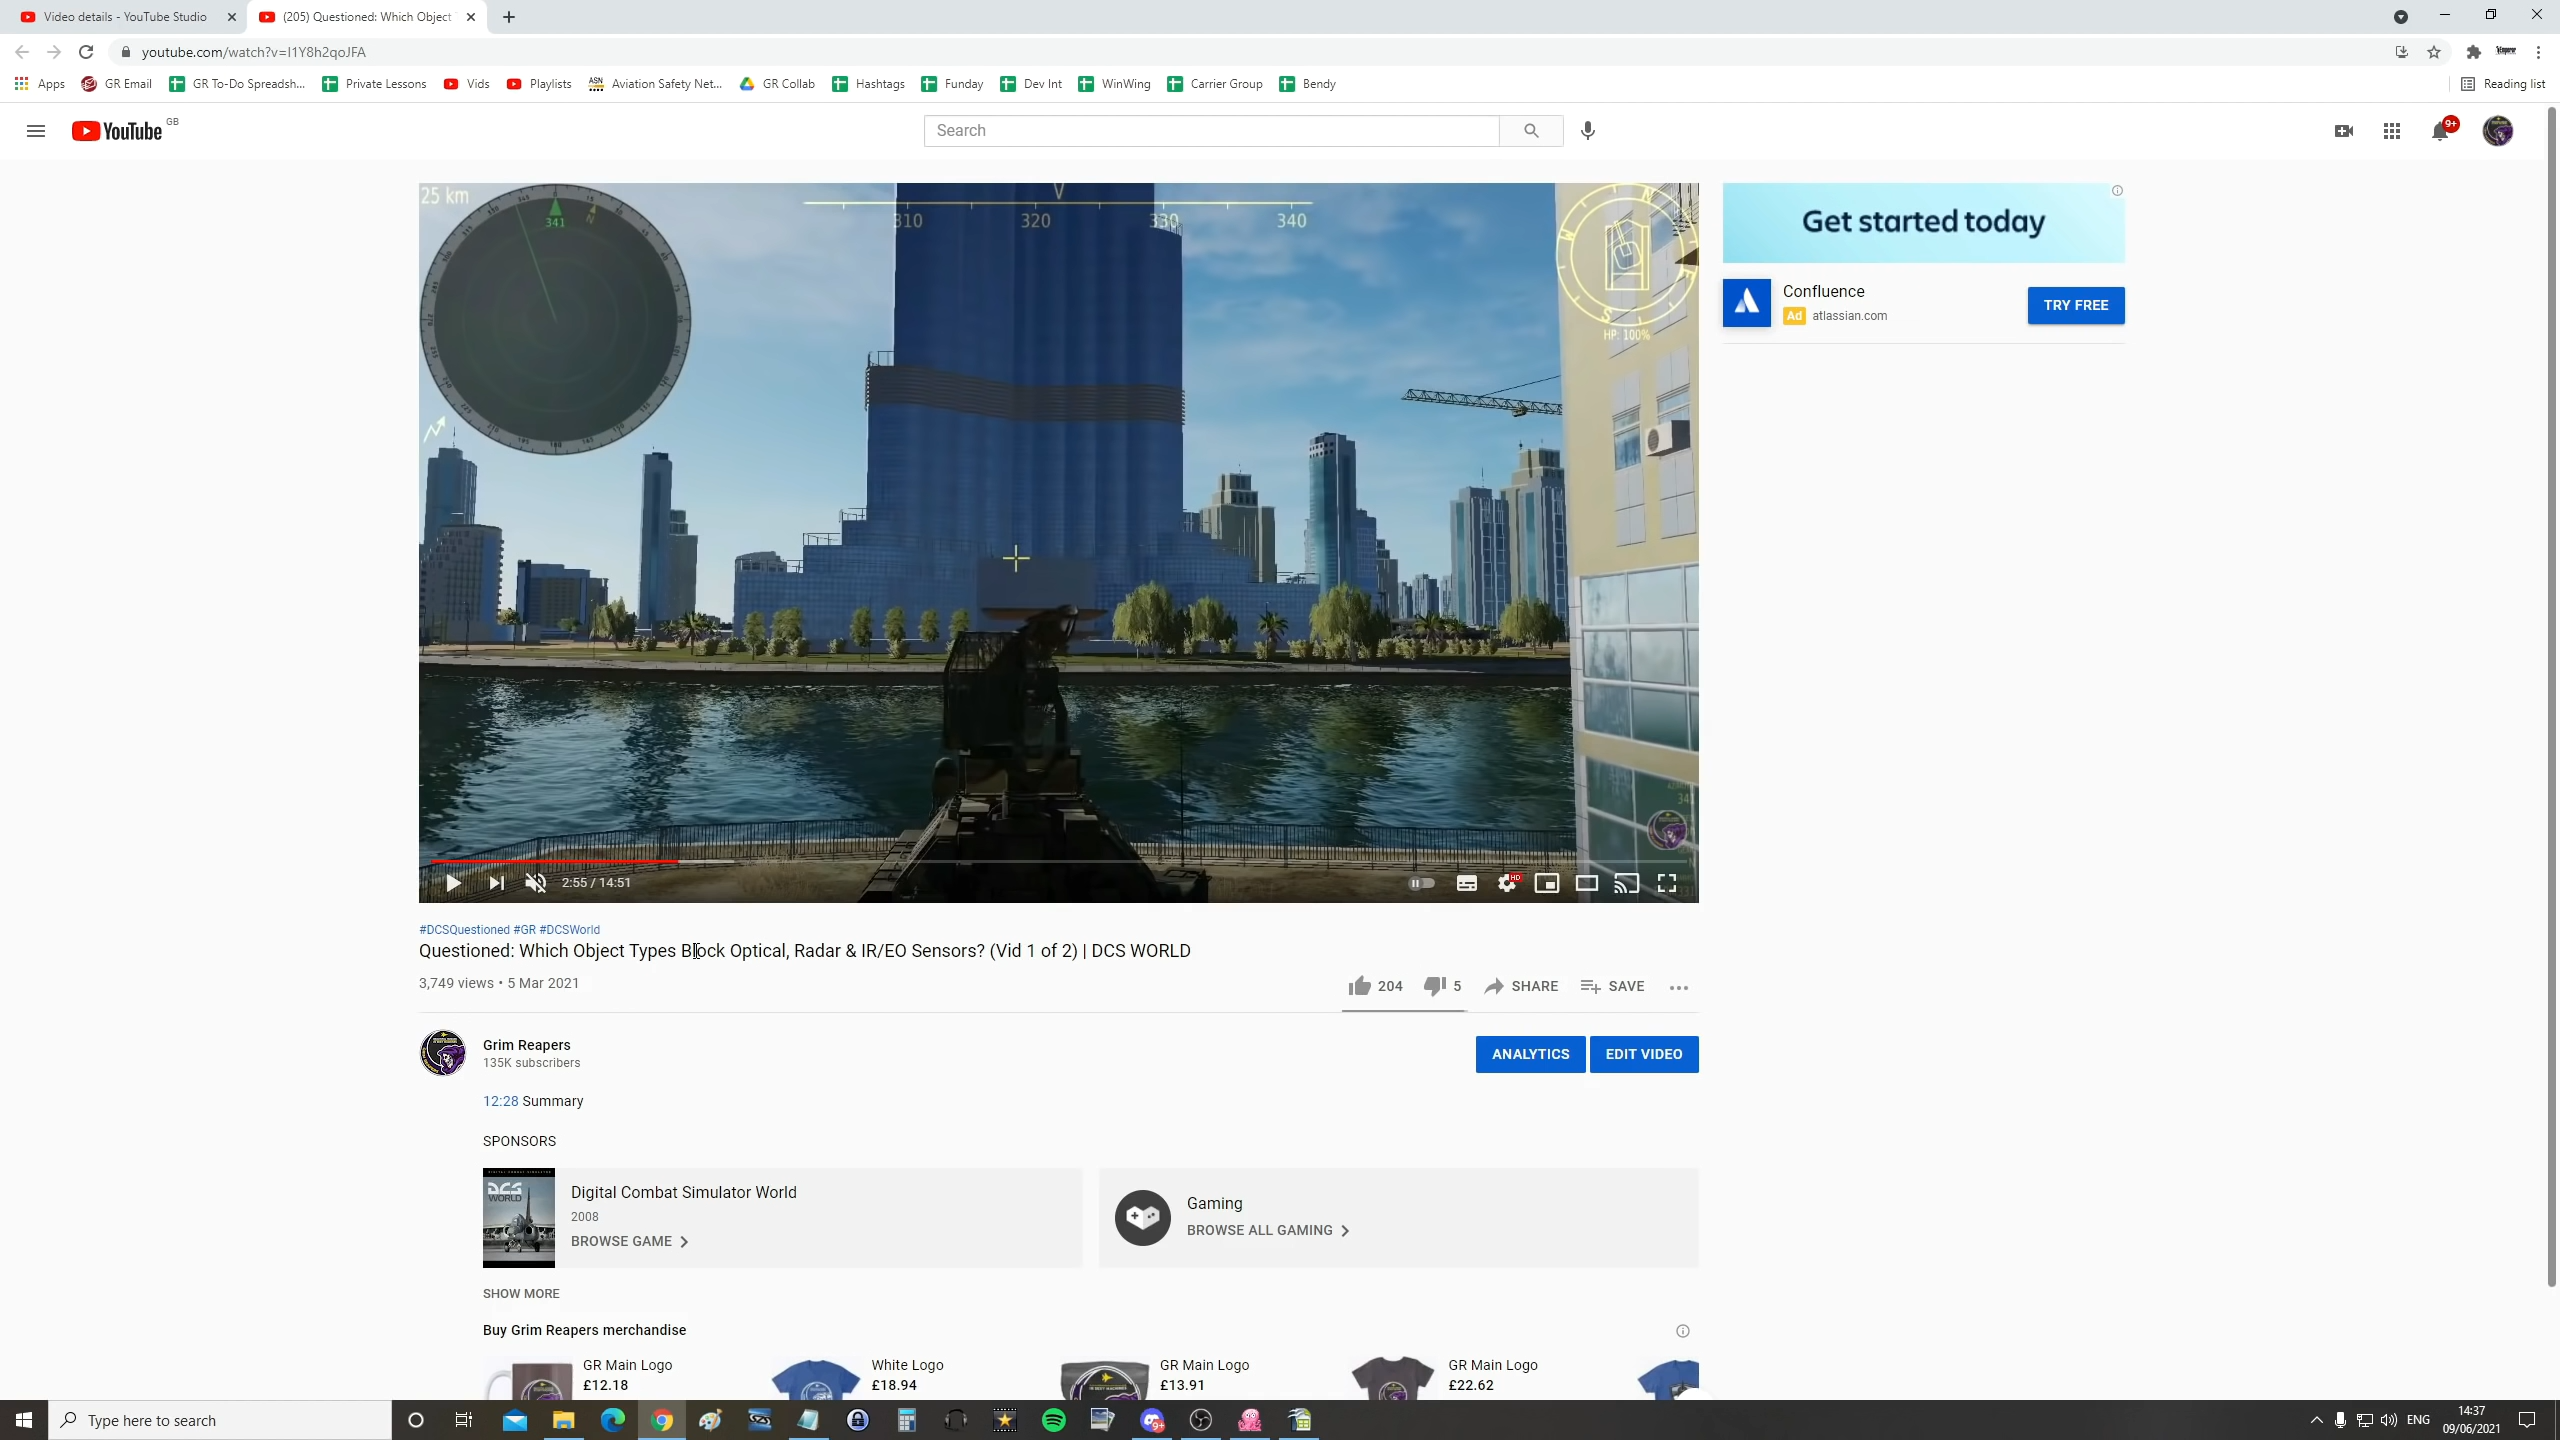 Video details - YouTube Studio
(205) Questioned: Which Object
youtube.com/watch?v=I1Y8h2qoJFA
Apps
GR Email
GR To-Do Spreadsh...
Private Lessons
Vids
Playlists
ASN
Aviation Safety Net...
GR Collab
Hashtags
Funday
Dev Int
WinWing
Carrier Group
Bendy
Reading list
YouTube GB
Search
9+
25 km
341
310 320 330 340
HP: 100%
Get started today
Confluence
Ad atlassian.com
TRY FREE
2:55 / 14:51
HD
#DCSQuestioned #GR #DCSWorld
Questioned: Which Object Types Block Optical, Radar & IR/EO Sensors? (Vid 1 of 2) | DCS WORLD
3,749 views • 5 Mar 2021
204
5
SHARE
SAVE
Grim Reapers
135K subscribers
ANALYTICS
EDIT VIDEO
12:28 Summary
SPONSORS
DCS WORLD
Digital Combat Simulator World
2008
BROWSE GAME
Gaming
BROWSE ALL GAMING
SHOW MORE
Buy Grim Reapers merchandise
GR Main Logo
£12.18
White Logo
£18.94
GR Main Logo
£13.91
GR Main Logo
£22.62
Type here to search
9+
ENG
14:37
09/06/2021